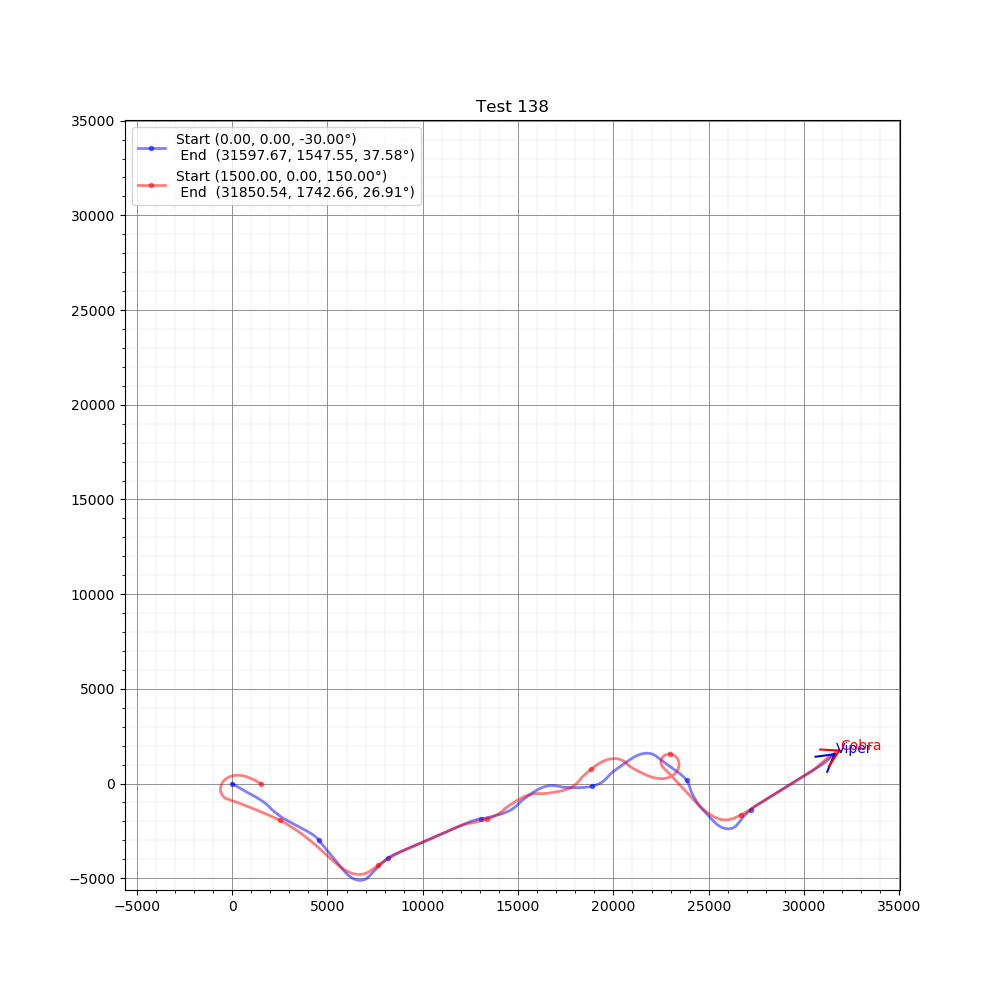 Test 138
Start (0.00, 0.00, -30.00°)
End (31597.67, 1547.55, 37.58°)
Start (1500.00, 0.00, 150.00°)
End (31850.54, 1742.66, 26.91°)
35000
30000
25000
20000
15000
10000
5000
0
−5000
Cobra
Viper
−5000 0 5000 10000 15000 20000 25000 30000 35000